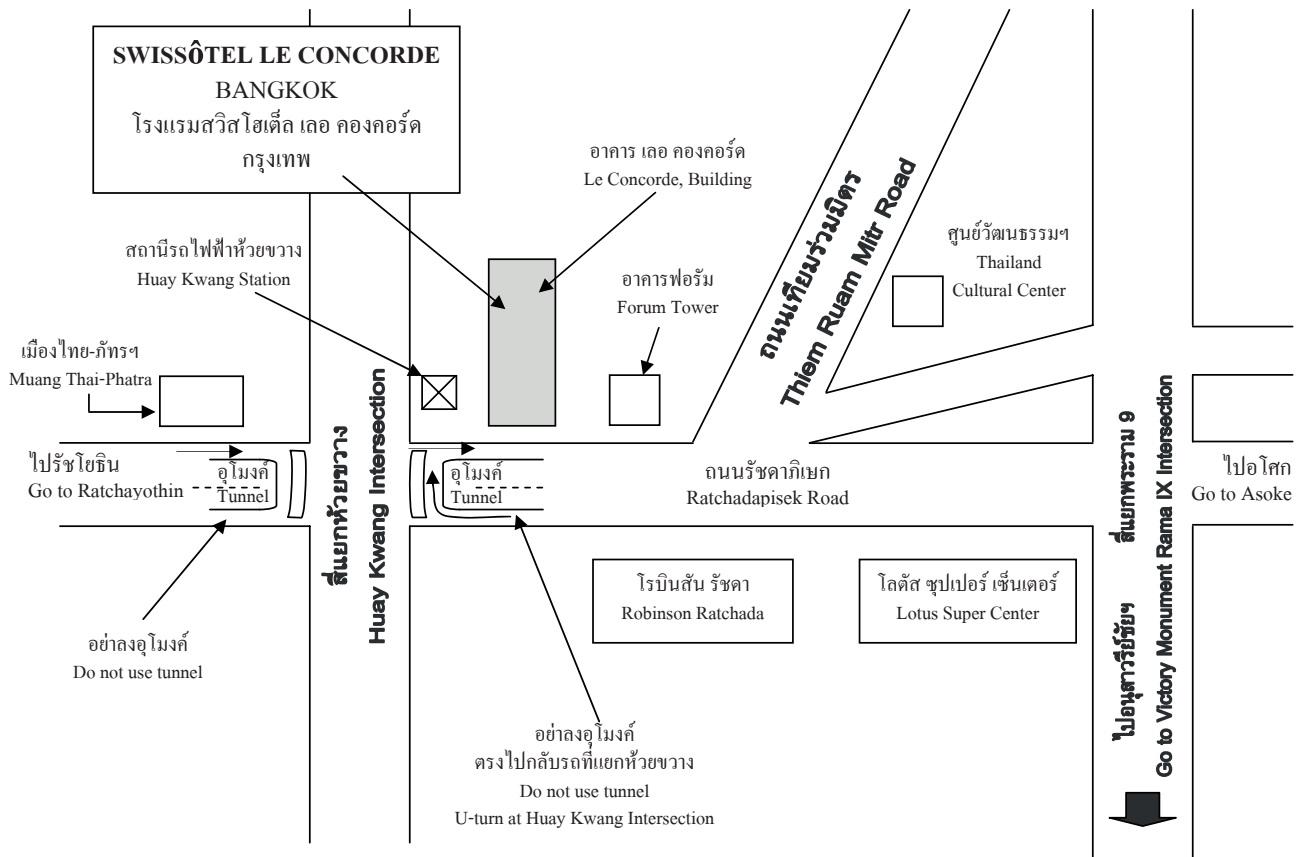 SWISSÔTEL LE CONCORDE
BANGKOK
โรงแรมสวิสโฮเต็ล เลอ คองคอร์ด
กรุงเทพ
อาคาร เลอ คองคอร์ด
Le Concorde, Building
ถนนเทียมร่วมมิตร
Thiem Ruam Mitr Road
สถานีรถไฟฟ้าห้วยขวาง
Huay Kwang Station
อาคารฟอรัม
Forum Tower
ศูนย์วัฒนธรรมฯ
Thailand
Cultural Center
เมืองไทย-ภัทรฯ
Muang Thai-Phatra
ไปรัชโยธิน
Go to Ratchayothin
อุโมงค์
Tunnel
สี่แยกห้วยขวาง
Huay Kwang Intersection
อุโมงค์
Tunnel
ถนนรัชดาภิเษก
Ratchadapisek Road
ไปอโศก
Go to Asoke
ไปอนุสาวรีย์ชัยฯ สี่แยกพระราม 9
Go to Victory Monument Rama IX Intersection
โรบินสัน รัชดา
Robinson Ratchada
โลตัส ซุปเปอร์ เซ็นเตอร์
Lotus Super Center
อย่าลงอุโมงค์
Do not use tunnel
อย่าลงอุโมงค์
ตรงไปกลับรถที่แยกห้วยขวาง
Do not use tunnel
U-turn at Huay Kwang Intersection